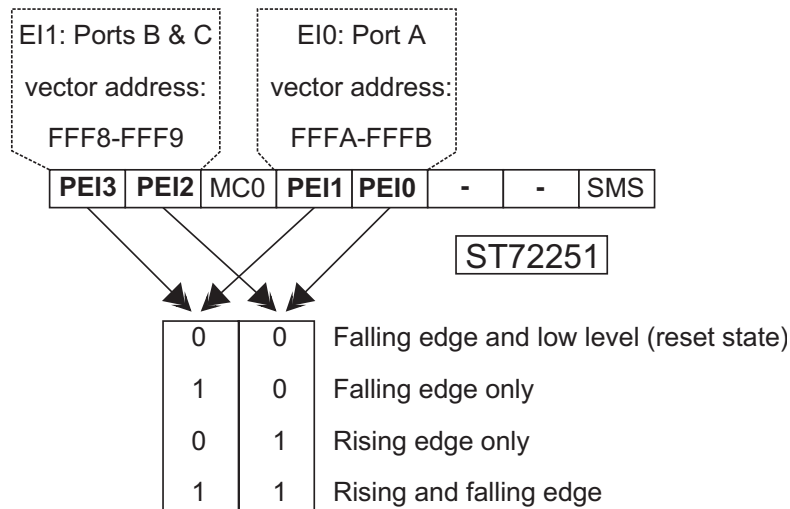 EI1: Ports B & C
vector address:
FFF8-FFF9
EI0: Port A
vector address:
FFFA-FFFB
PEI3 PEI2 MC0 PEI1 PEI0 - - SMS
ST72251
0 0 Falling edge and low level (reset state)
1 0 Falling edge only
0 1 Rising edge only
1 1 Rising and falling edge